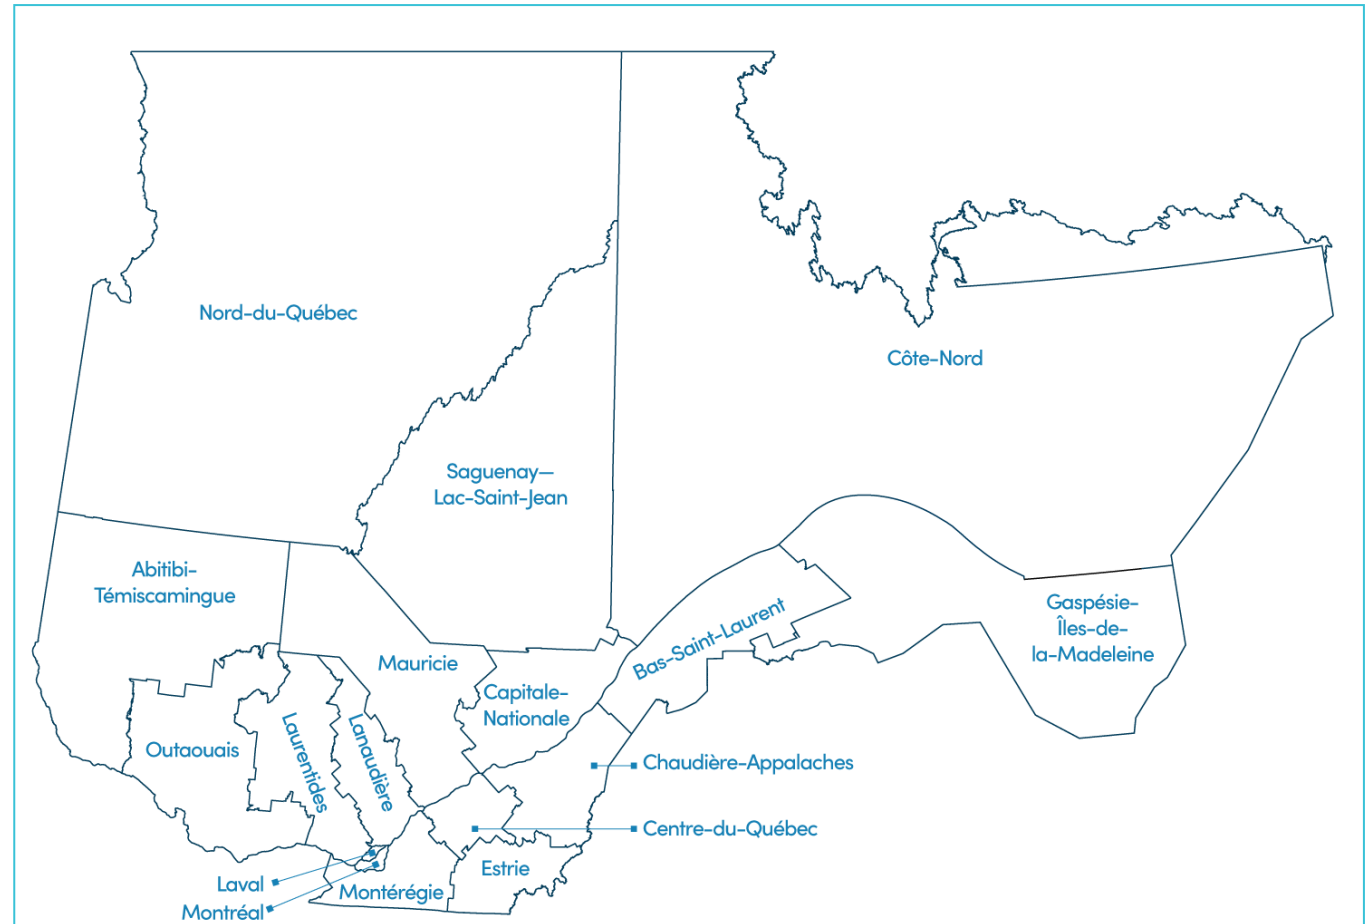 Nord-du-Québec
Côte-Nord
Saguenay—
Lac-Saint-Jean
Abitibi-
Témiscamingue
Gaspésie-
Îles-de-
la-Madeleine
Bas-Saint-Laurent
Mauricie
Capitale-
Nationale
Outaouais
Laurentides
Lanaudière
Chaudière-Appalaches
Centre-du-Québec
Estrie
Laval
Montérégie
Montréal